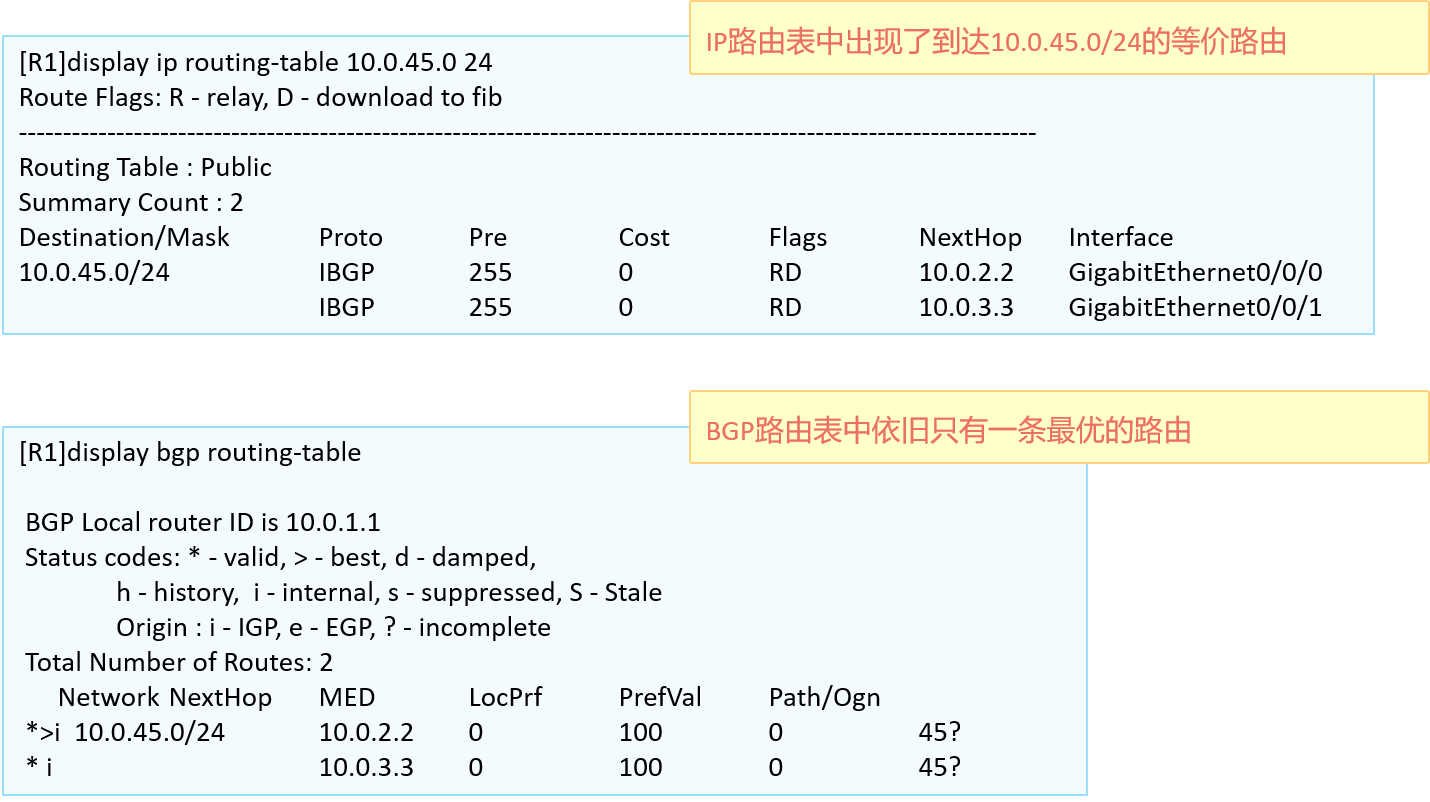 IP路由表中出现了到达10.0.45.0/24的等价路由
[R1]display ip routing-table 10.0.45.0 24
Route Flags: R - relay, D - download to fib
--------------------------------------------------------------------------------------------------------------------
Routing Table : Public
Summary Count : 2
Destination/Mask Proto Pre Cost Flags NextHop Interface
10.0.45.0/24 IBGP 255 0 RD 10.0.2.2 GigabitEthernet0/0/0
IBGP 255 0 RD 10.0.3.3 GigabitEthernet0/0/1
BGP路由表中依旧只有一条最优的路由
[R1]display bgp routing-table
BGP Local router ID is 10.0.1.1
Status codes: * - valid, > - best, d - damped,
h - history, i - internal, s - suppressed, S - Stale
Origin : i - IGP, e - EGP, ? - incomplete
Total Number of Routes: 2
Network NextHop MED LocPrf PrefVal Path/Ogn
*>i 10.0.45.0/24 10.0.2.2 0 100 0 45?
* i 10.0.3.3 0 100 0 45?